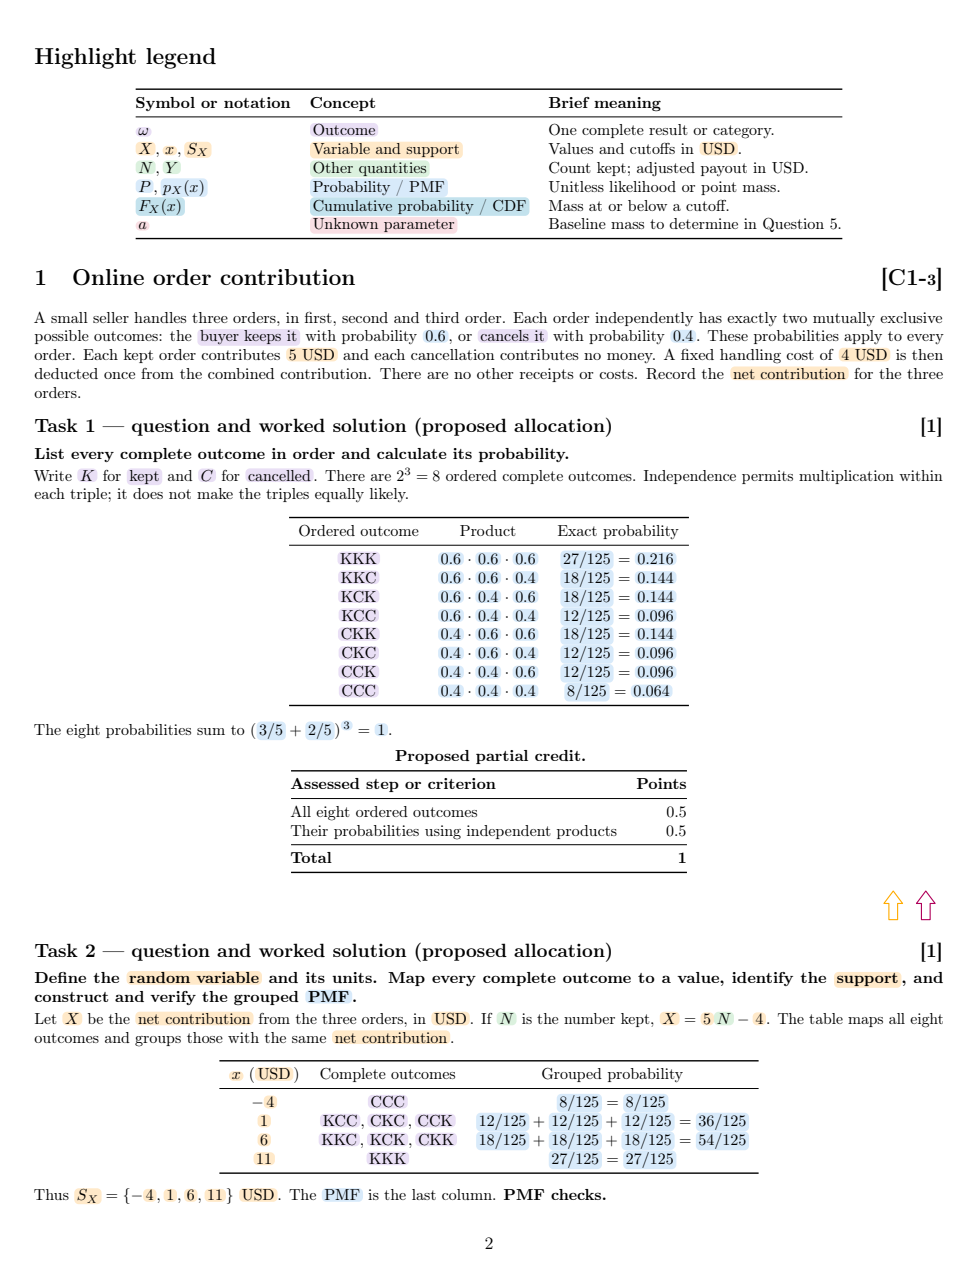 Highlight legend
Symbol or notation Concept Brief meaning
ω Outcome One complete result or category.
X, x, S_X Variable and support Values and cutoffs in USD.
N, Y Other quantities Count kept; adjusted payout in USD.
P, p_X(x) Probability / PMF Unitless likelihood or point mass.
F_X(x) Cumulative probability / CDF Mass at or below a cutoff.
a Unknown parameter Baseline mass to determine in Question 5.
1 Online order contribution [C1-3]
A small seller handles three orders, in first, second and third order. Each order independently has exactly two mutually exclusive
possible outcomes: the buyer keeps it with probability 0.6, or cancels it with probability 0.4. These probabilities apply to every
order. Each kept order contributes 5 USD and each cancellation contributes no money. A fixed handling cost of 4 USD is then
deducted once from the combined contribution. There are no other receipts or costs. Record the net contribution for the three
orders.
Task 1 — question and worked solution (proposed allocation) [1]
List every complete outcome in order and calculate its probability.
Write K for kept and C for cancelled. There are 2³ = 8 ordered complete outcomes. Independence permits multiplication within
each triple; it does not make the triples equally likely.
Ordered outcome Product Exact probability
KKK 0.6 · 0.6 · 0.6 27/125 = 0.216
KKC 0.6 · 0.6 · 0.4 18/125 = 0.144
KCK 0.6 · 0.4 · 0.6 18/125 = 0.144
KCC 0.6 · 0.4 · 0.4 12/125 = 0.096
CKK 0.4 · 0.6 · 0.6 18/125 = 0.144
CKC 0.4 · 0.6 · 0.4 12/125 = 0.096
CCK 0.4 · 0.4 · 0.6 12/125 = 0.096
CCC 0.4 · 0.4 · 0.4 8/125 = 0.064
The eight probabilities sum to (3/5 + 2/5)³ = 1.
Proposed partial credit.
Assessed step or criterion Points
All eight ordered outcomes 0.5
Their probabilities using independent products 0.5
Total 1
Task 2 — question and worked solution (proposed allocation) [1]
Define the random variable and its units. Map every complete outcome to a value, identify the support, and
construct and verify the grouped PMF.
Let X be the net contribution from the three orders, in USD. If N is the number kept, X = 5N − 4. The table maps all eight
outcomes and groups those with the same net contribution.
x (USD) Complete outcomes Grouped probability
−4 CCC 8/125 = 8/125
1 KCC, CKC, CCK 12/125 + 12/125 + 12/125 = 36/125
6 KKC, KCK, CKK 18/125 + 18/125 + 18/125 = 54/125
11 KKK 27/125 = 27/125
Thus S_X = {−4, 1, 6, 11} USD. The PMF is the last column. PMF checks.
2